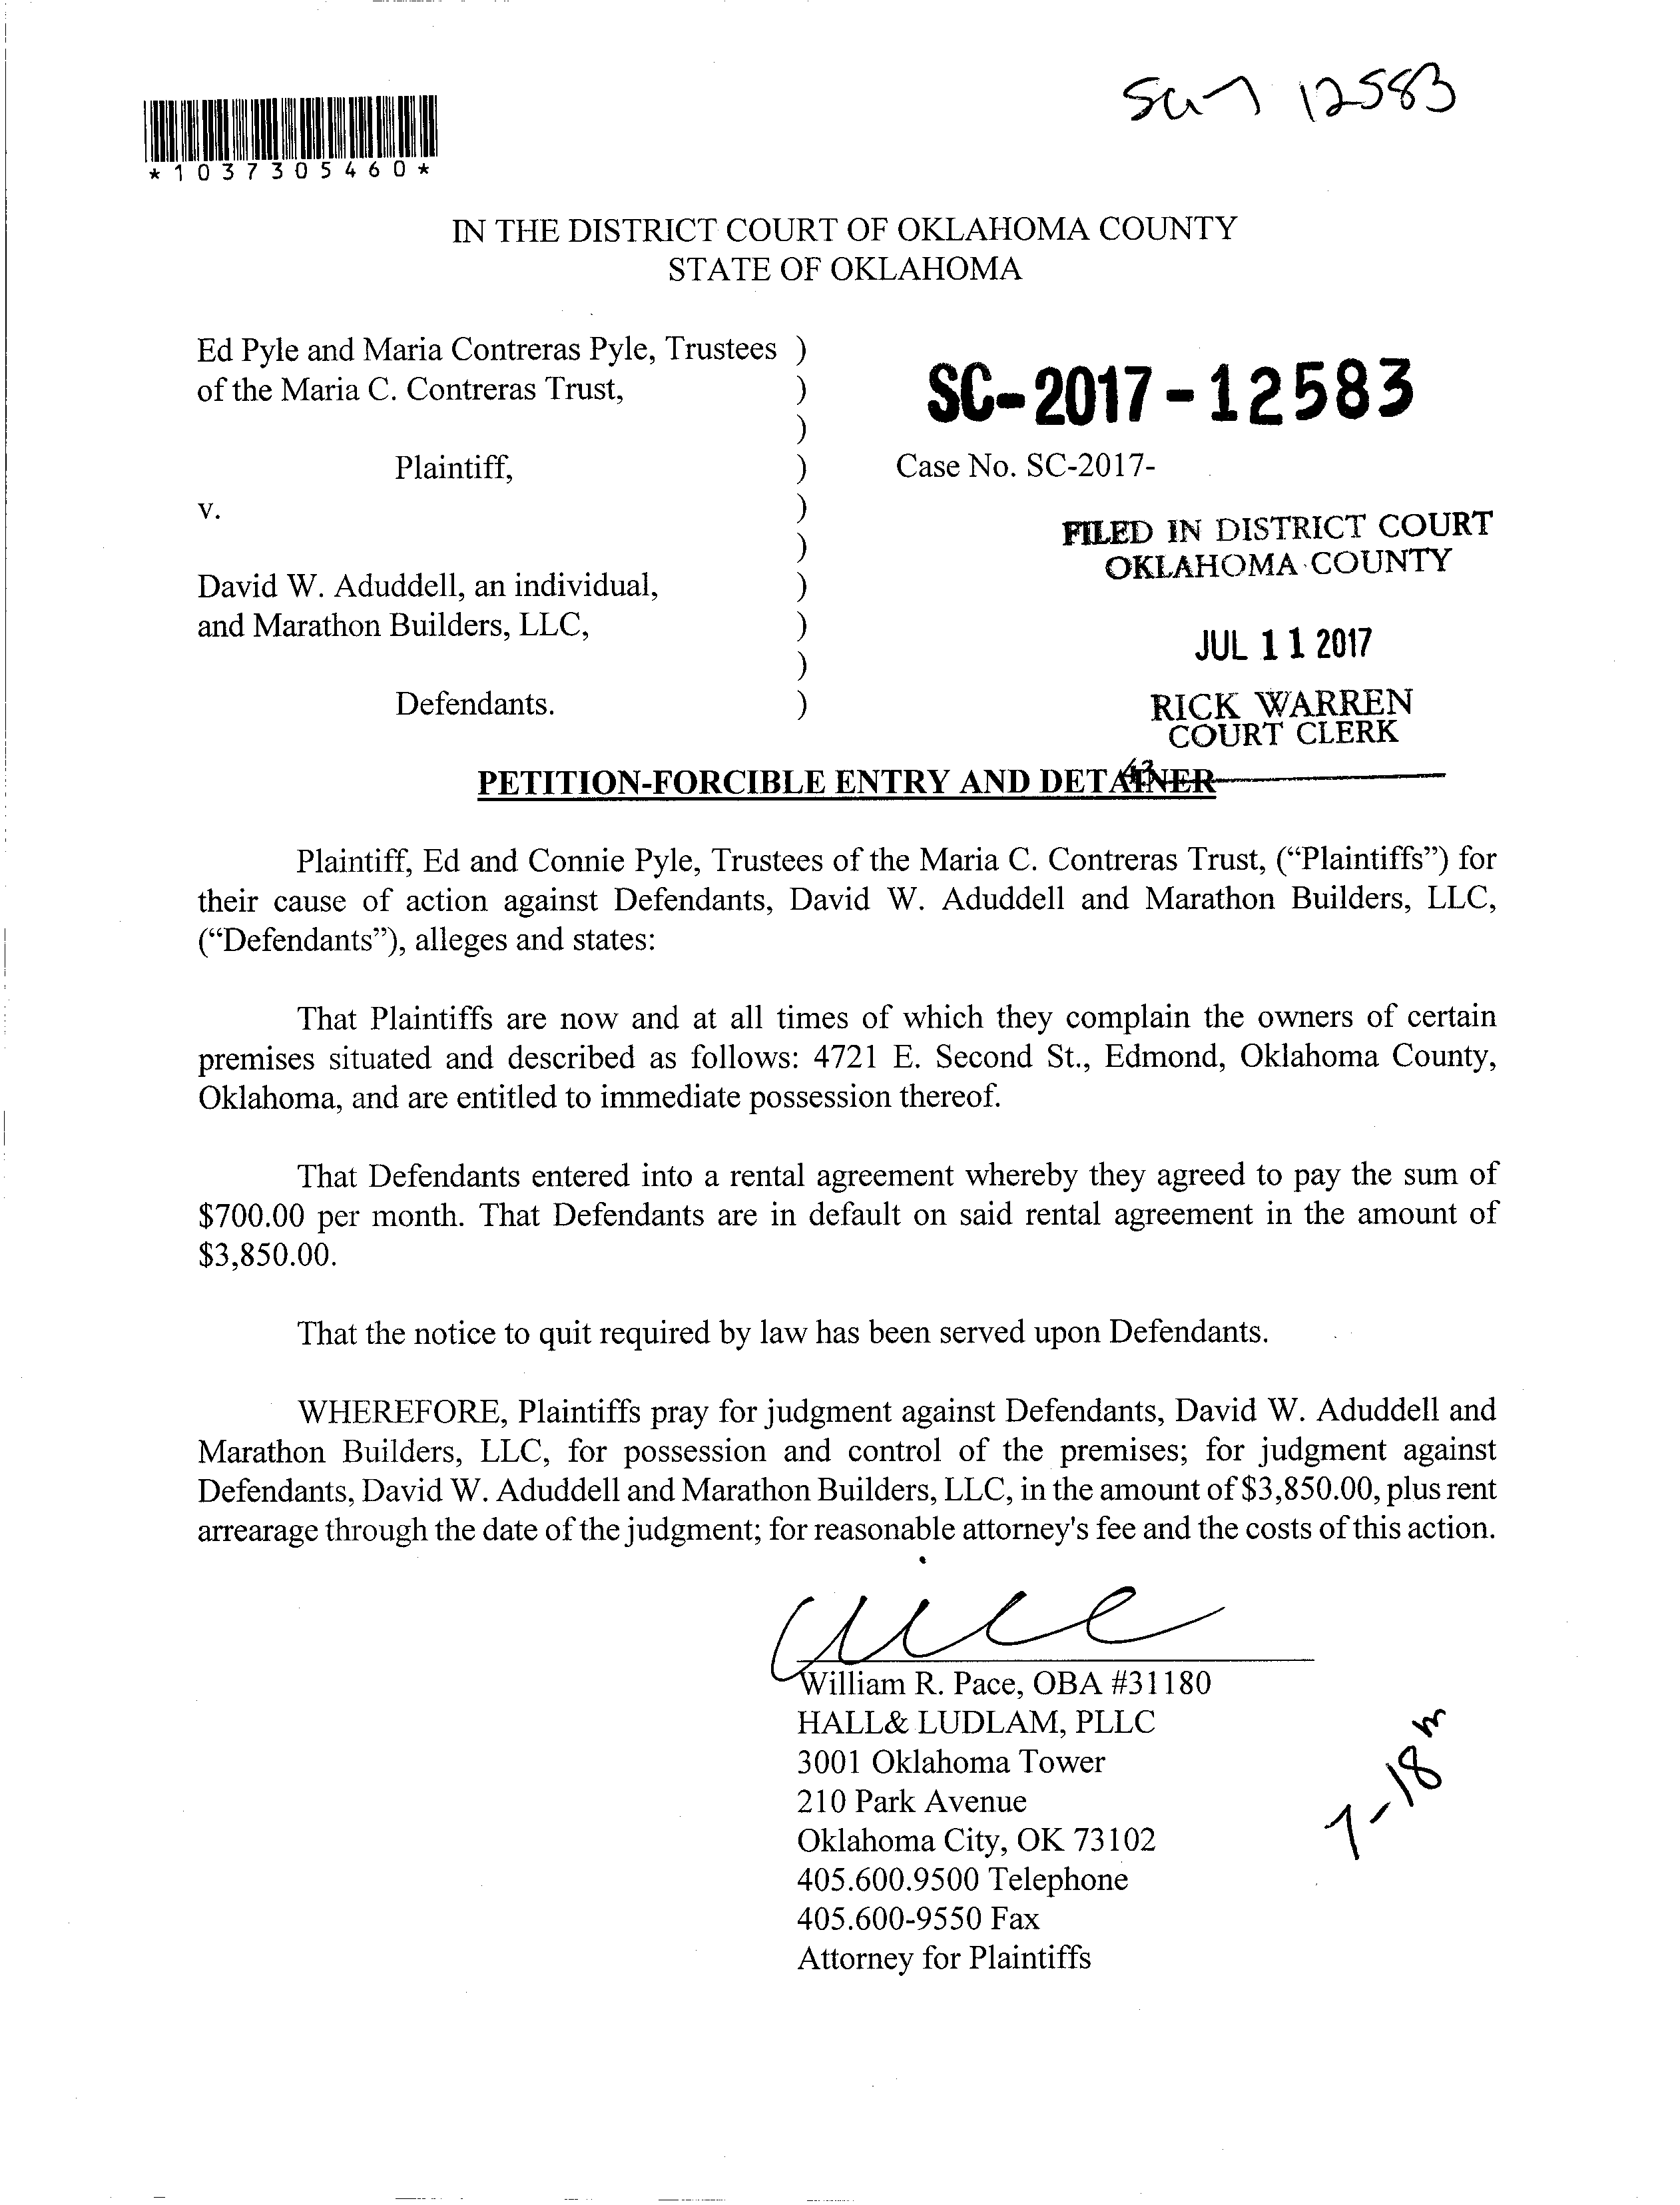 12583
*1037305460*
IN THE DISTRICT COURT OF OKLAHOMA COUNTY
STATE OF OKLAHOMA
Ed Pyle and Maria Contreras Pyle, Trustees )
of the Maria C. Contreras Trust, )
)
SC-2017-12583
Plaintiff, )
Case No. SC-2017-
v. )
)
FILED IN DISTRICT COURT
OKLAHOMA COUNTY
David W. Aduddell, an individual, )
and Marathon Builders, LLC, )
)
JUL 11 2017
Defendants. )
RICK WARREN
COURT CLERK
43
PETITION-FORCIBLE ENTRY AND DETAINER
Plaintiff, Ed and Connie Pyle, Trustees of the Maria C. Contreras Trust, (“Plaintiffs”) for
their cause of action against Defendants, David W. Aduddell and Marathon Builders, LLC,
(“Defendants”), alleges and states:
That Plaintiffs are now and at all times of which they complain the owners of certain
premises situated and described as follows: 4721 E. Second St., Edmond, Oklahoma County,
Oklahoma, and are entitled to immediate possession thereof.
That Defendants entered into a rental agreement whereby they agreed to pay the sum of
$700.00 per month. That Defendants are in default on said rental agreement in the amount of
$3,850.00.
That the notice to quit required by law has been served upon Defendants.
WHEREFORE, Plaintiffs pray for judgment against Defendants, David W. Aduddell and
Marathon Builders, LLC, for possession and control of the premises; for judgment against
Defendants, David W. Aduddell and Marathon Builders, LLC, in the amount of $3,850.00, plus rent
arrearage through the date of the judgment; for reasonable attorney's fee and the costs of this action.
William R. Pace, OBA #31180
HALL& LUDLAM, PLLC
3001 Oklahoma Tower
210 Park Avenue
Oklahoma City, OK 73102
405.600.9500 Telephone
405.600-9550 Fax
Attorney for Plaintiffs
7-18 m